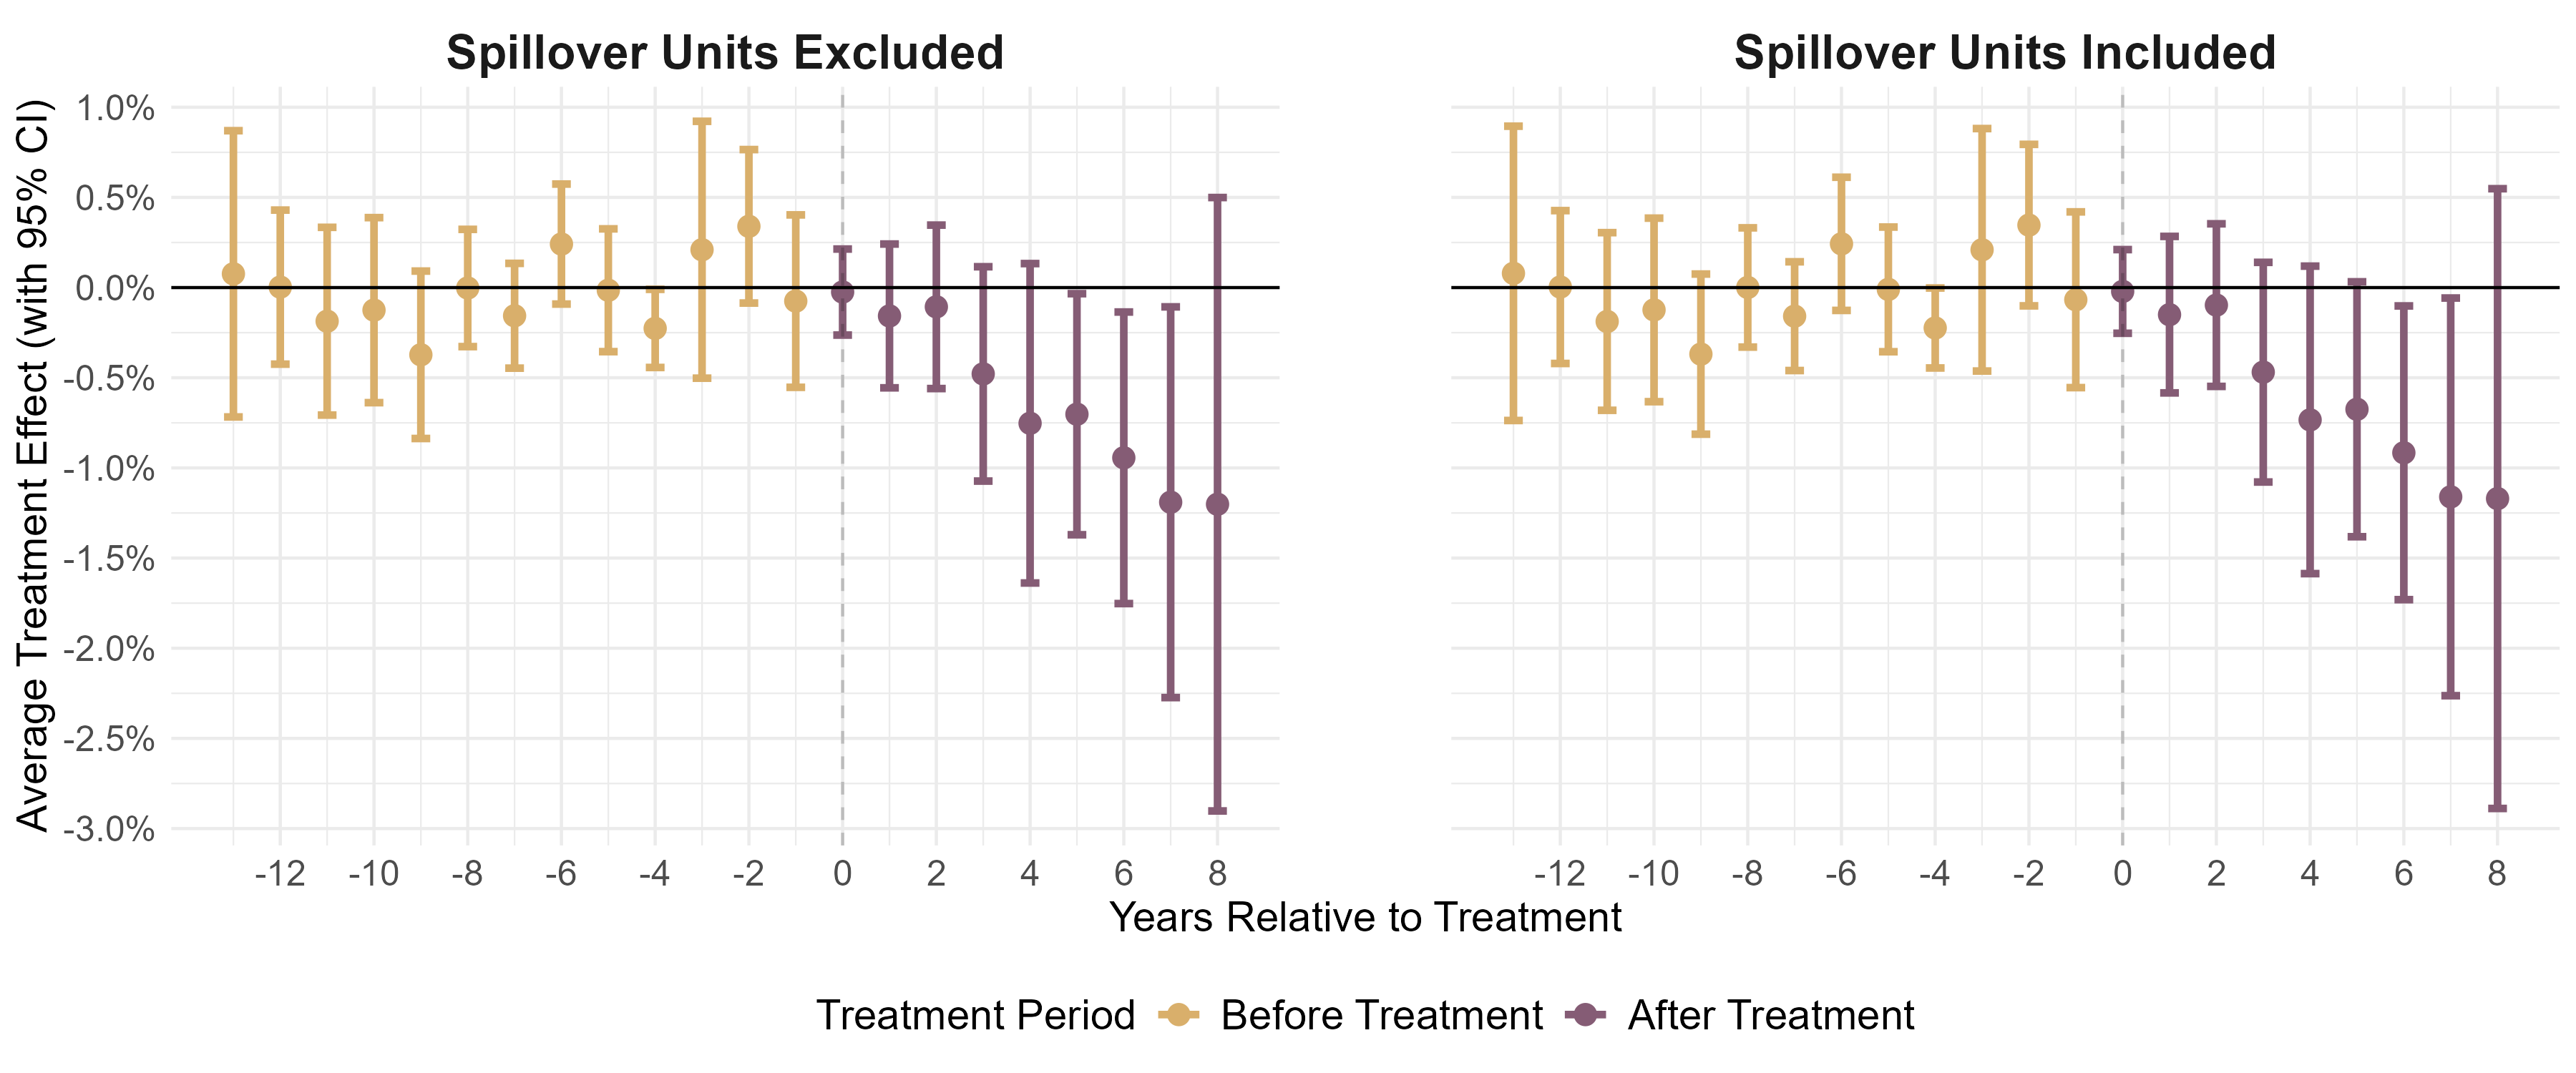 Spillover Units Excluded
Spillover Units Included
Average Treatment Effect (with 95% CI)
1.0%
0.5%
0.0%
-0.5%
-1.0%
-1.5%
-2.0%
-2.5%
-3.0%
-12 -10 -8 -6 -4 -2 0 2 4 6 8
-12 -10 -8 -6 -4 -2 0 2 4 6 8
Years Relative to Treatment
Treatment Period Before Treatment After Treatment